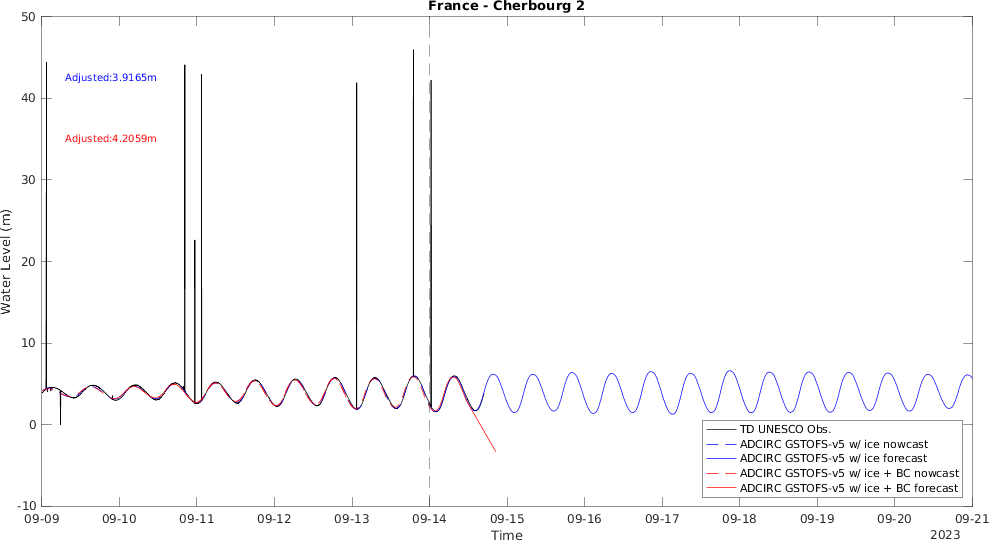 France - Cherbourg 2
50
40
30
20
10
0
-10
Water Level (m)
Adjusted:3.9165m
Adjusted:4.2059m
TD UNESCO Obs.
ADCIRC GSTOFS-v5 w/ ice nowcast
ADCIRC GSTOFS-v5 w/ ice forecast
ADCIRC GSTOFS-v5 w/ ice + BC nowcast
ADCIRC GSTOFS-v5 w/ ice + BC forecast
09-09 09-10 09-11 09-12 09-13 09-14 09-15 09-16 09-17 09-18 09-19 09-20 09-21
Time
2023